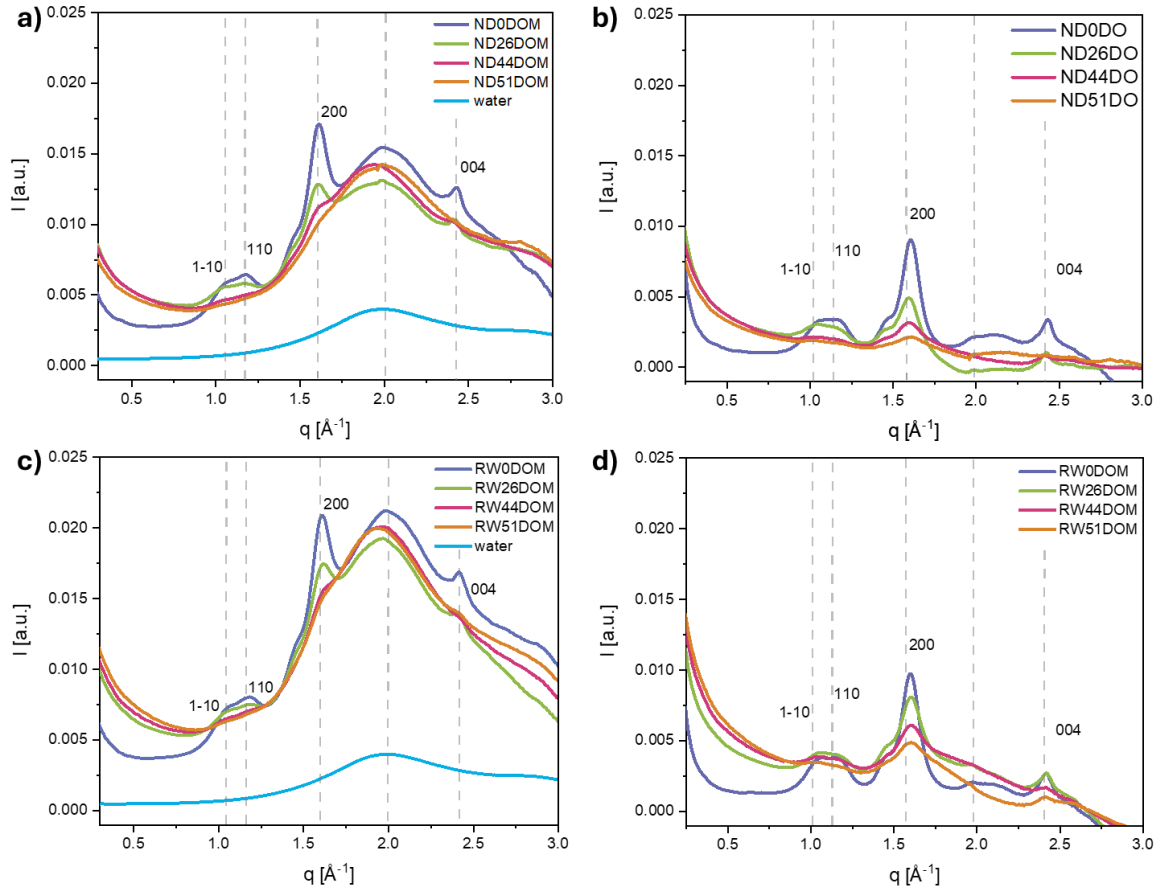 a)
0.025
0.020
0.015
0.010
0.005
0.000
I [a.u.]
0.5
1.0
1.5
2.0
2.5
3.0
q [Å⁻¹]
ND0DOM
ND26DOM
ND44DOM
ND51DOM
water
200
004
110
1-10
b)
0.025
0.020
0.015
0.010
0.005
0.000
I [a.u.]
0.5
1.0
1.5
2.0
2.5
3.0
q [Å⁻¹]
ND0DO
ND26DO
ND44DO
ND51DO
200
1-10
110
004
c)
0.025
0.020
0.015
0.010
0.005
0.000
I [a.u.]
0.5
1.0
1.5
2.0
2.5
3.0
q [Å⁻¹]
RW0DOM
RW26DOM
RW44DOM
RW51DOM
water
200
004
1-10
110
d)
0.025
0.020
0.015
0.010
0.005
0.000
I [a.u.]
0.5
1.0
1.5
2.0
2.5
3.0
q [Å⁻¹]
RW0DOM
RW26DOM
RW44DOM
RW51DOM
200
1-10
110
004